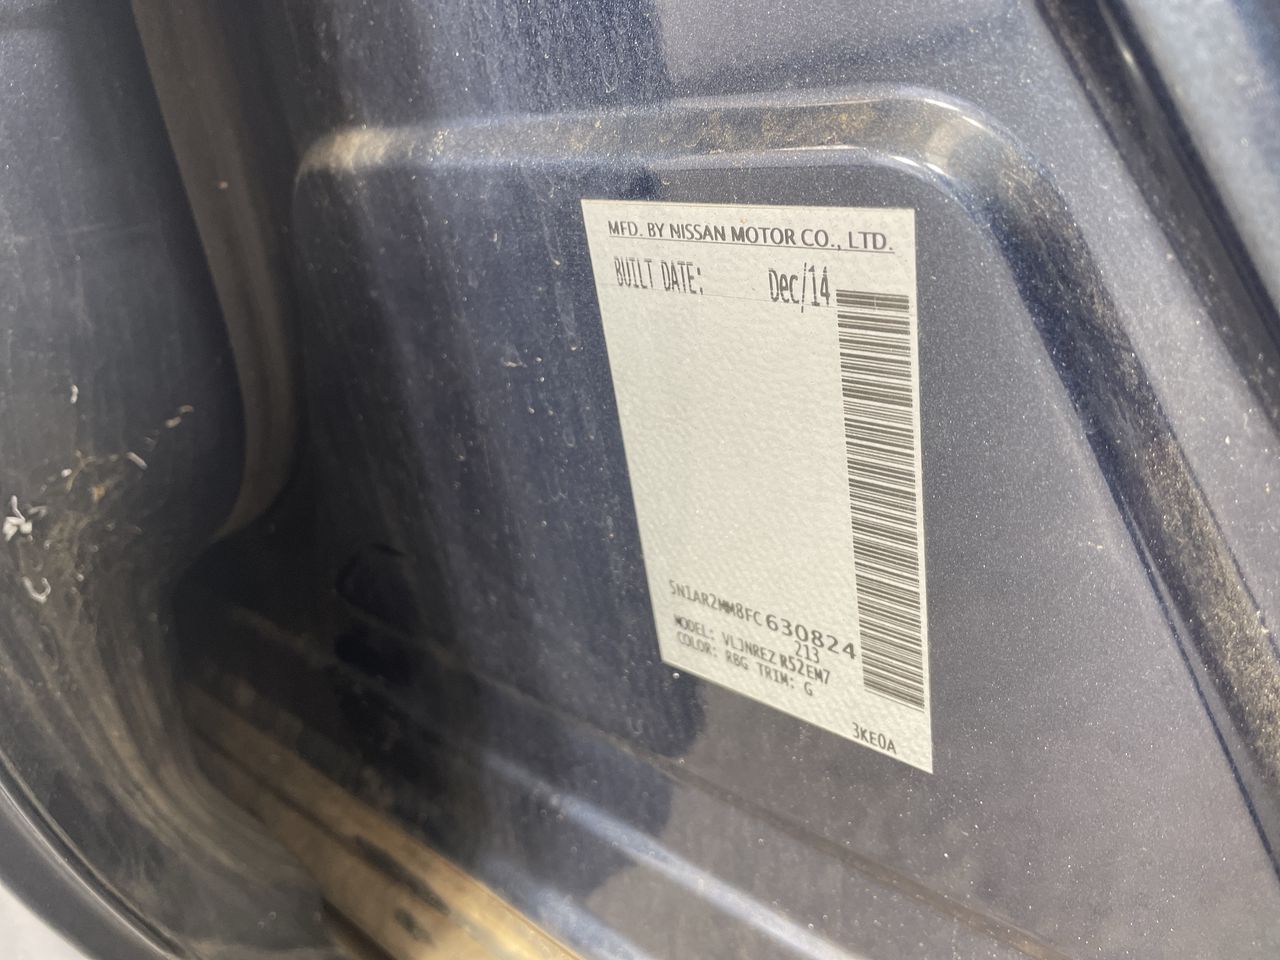 MFD. BY NISSAN MOTOR CO., LTD.
BUILT DATE: Dec/14
5N1AR2MM8FC630824
213
MODEL: VLJNREZ R52EM7
COLOR: RBG TRIM: G
3KE0A